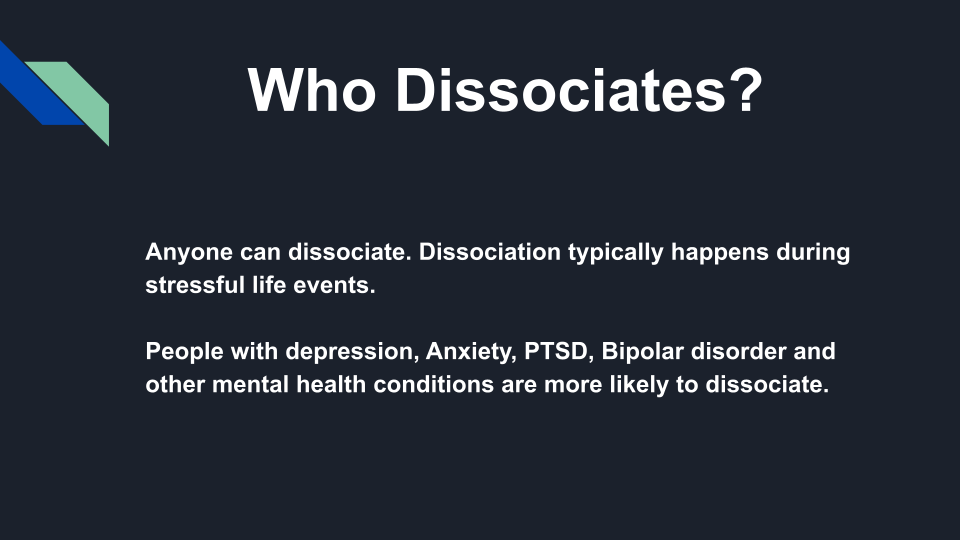 Who Dissociates?
Anyone can dissociate. Dissociation typically happens during
stressful life events.
People with depression, Anxiety, PTSD, Bipolar disorder and
other mental health conditions are more likely to dissociate.